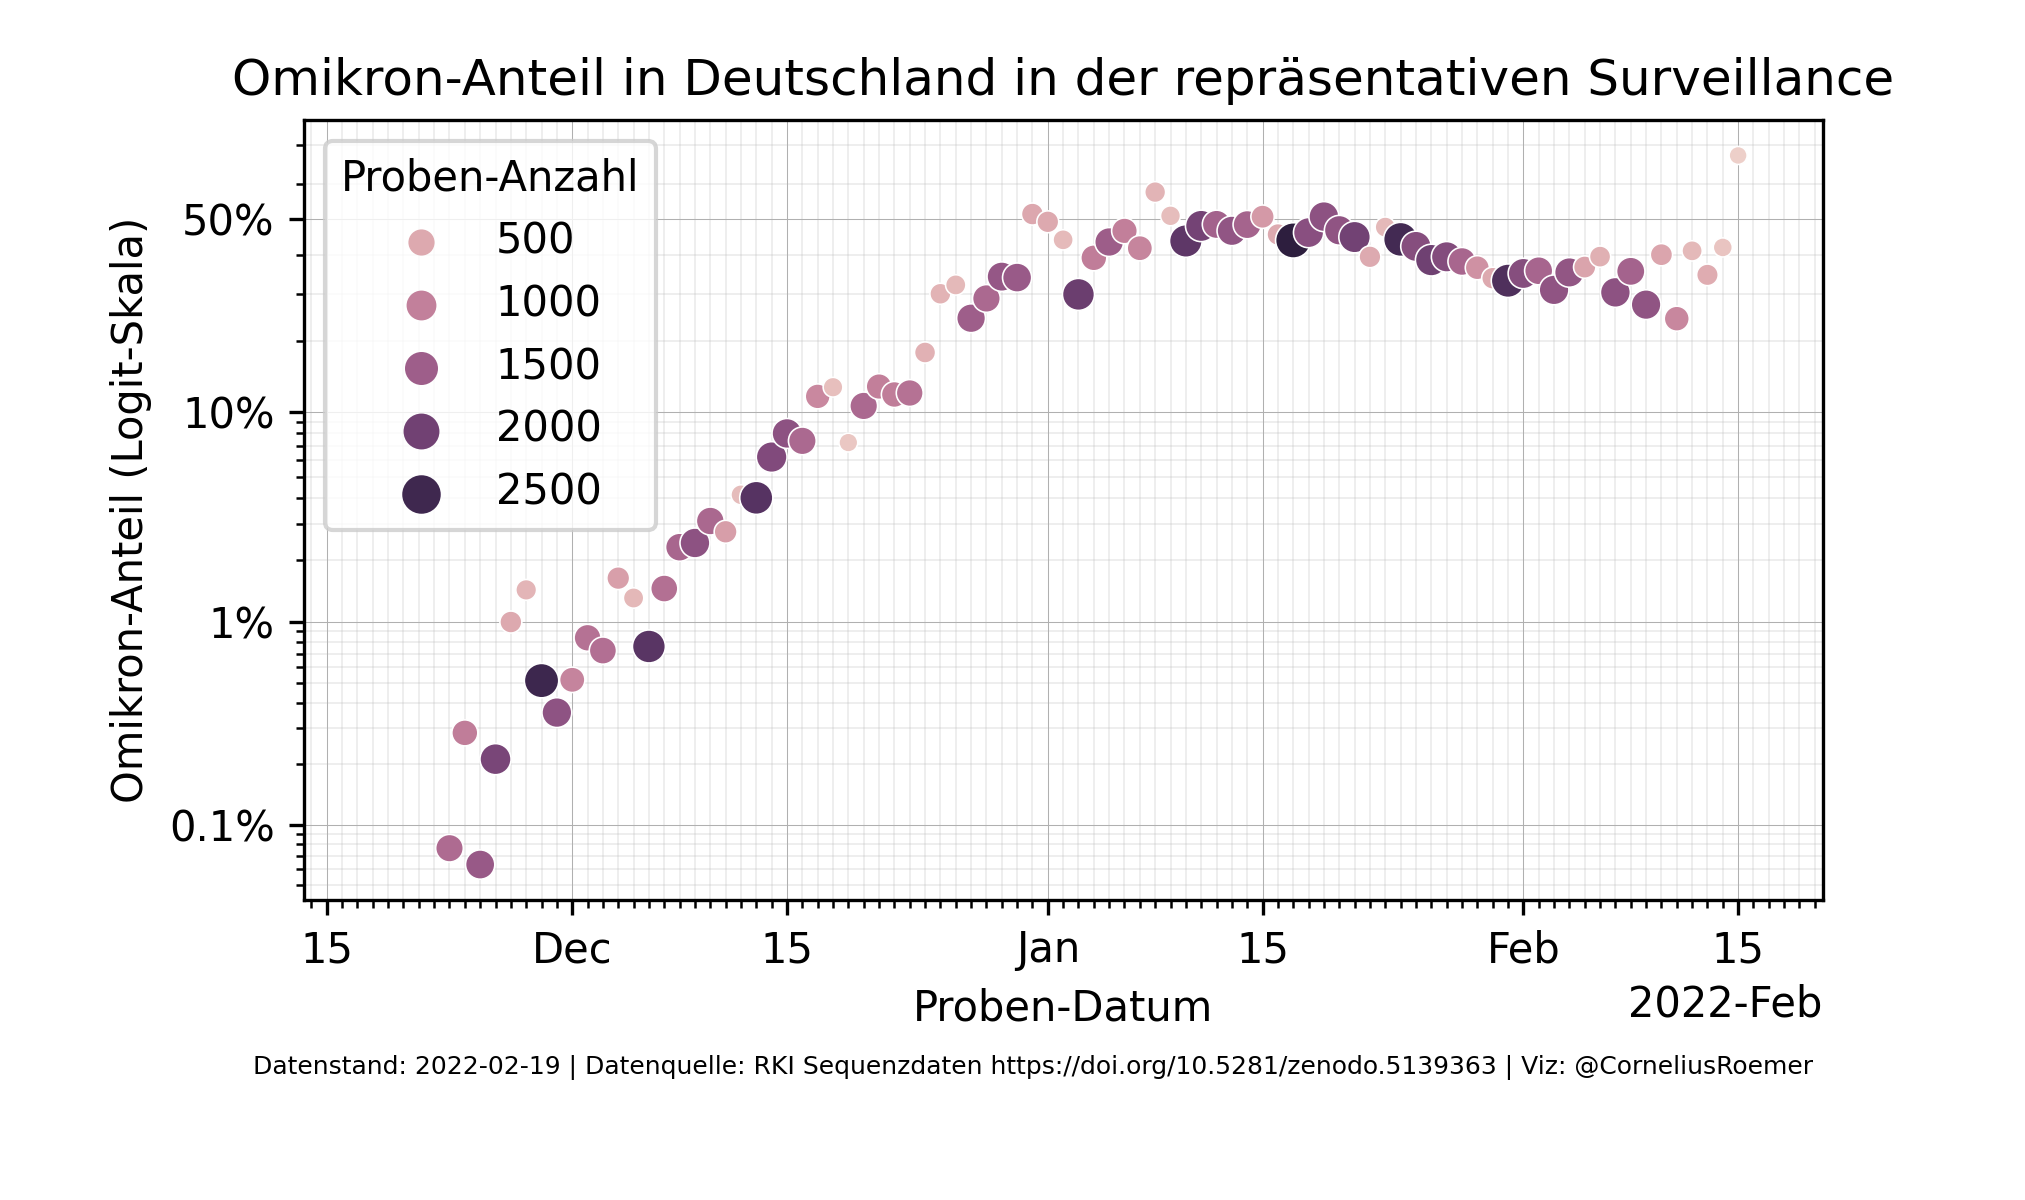 Omikron-Anteil in Deutschland in der repräsentativen Surveillance
Omikron-Anteil (Logit-Skala)
50%
10%
1%
0.1%
Proben-Anzahl
500
1000
1500
2000
2500
15 Dec 15 Jan 15 Feb 15
2022-Feb
Proben-Datum
Datenstand: 2022-02-19 | Datenquelle: RKI Sequenzdaten https://doi.org/10.5281/zenodo.5139363 | Viz: @CorneliusRoemer